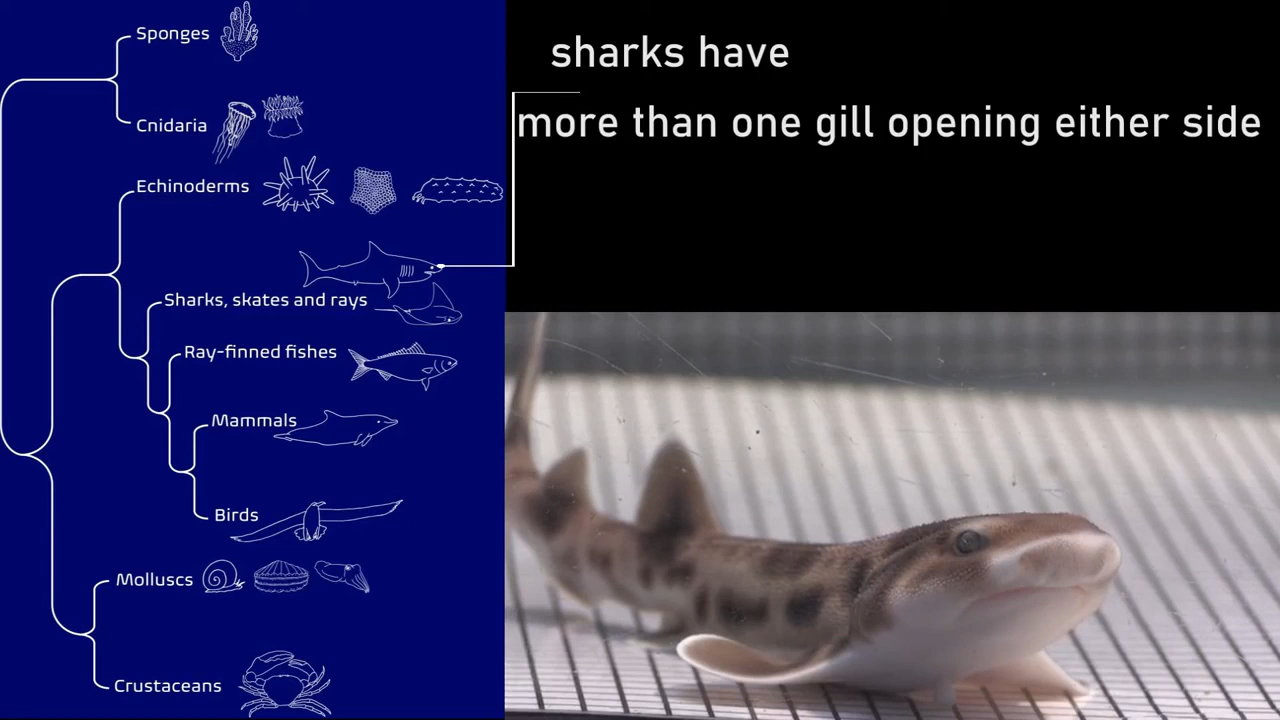 Sponges
Cnidaria
Echinoderms
Sharks, skates and rays
Ray-finned fishes
Mammals
Birds
Molluscs
Crustaceans
sharks have
more than one gill opening either side